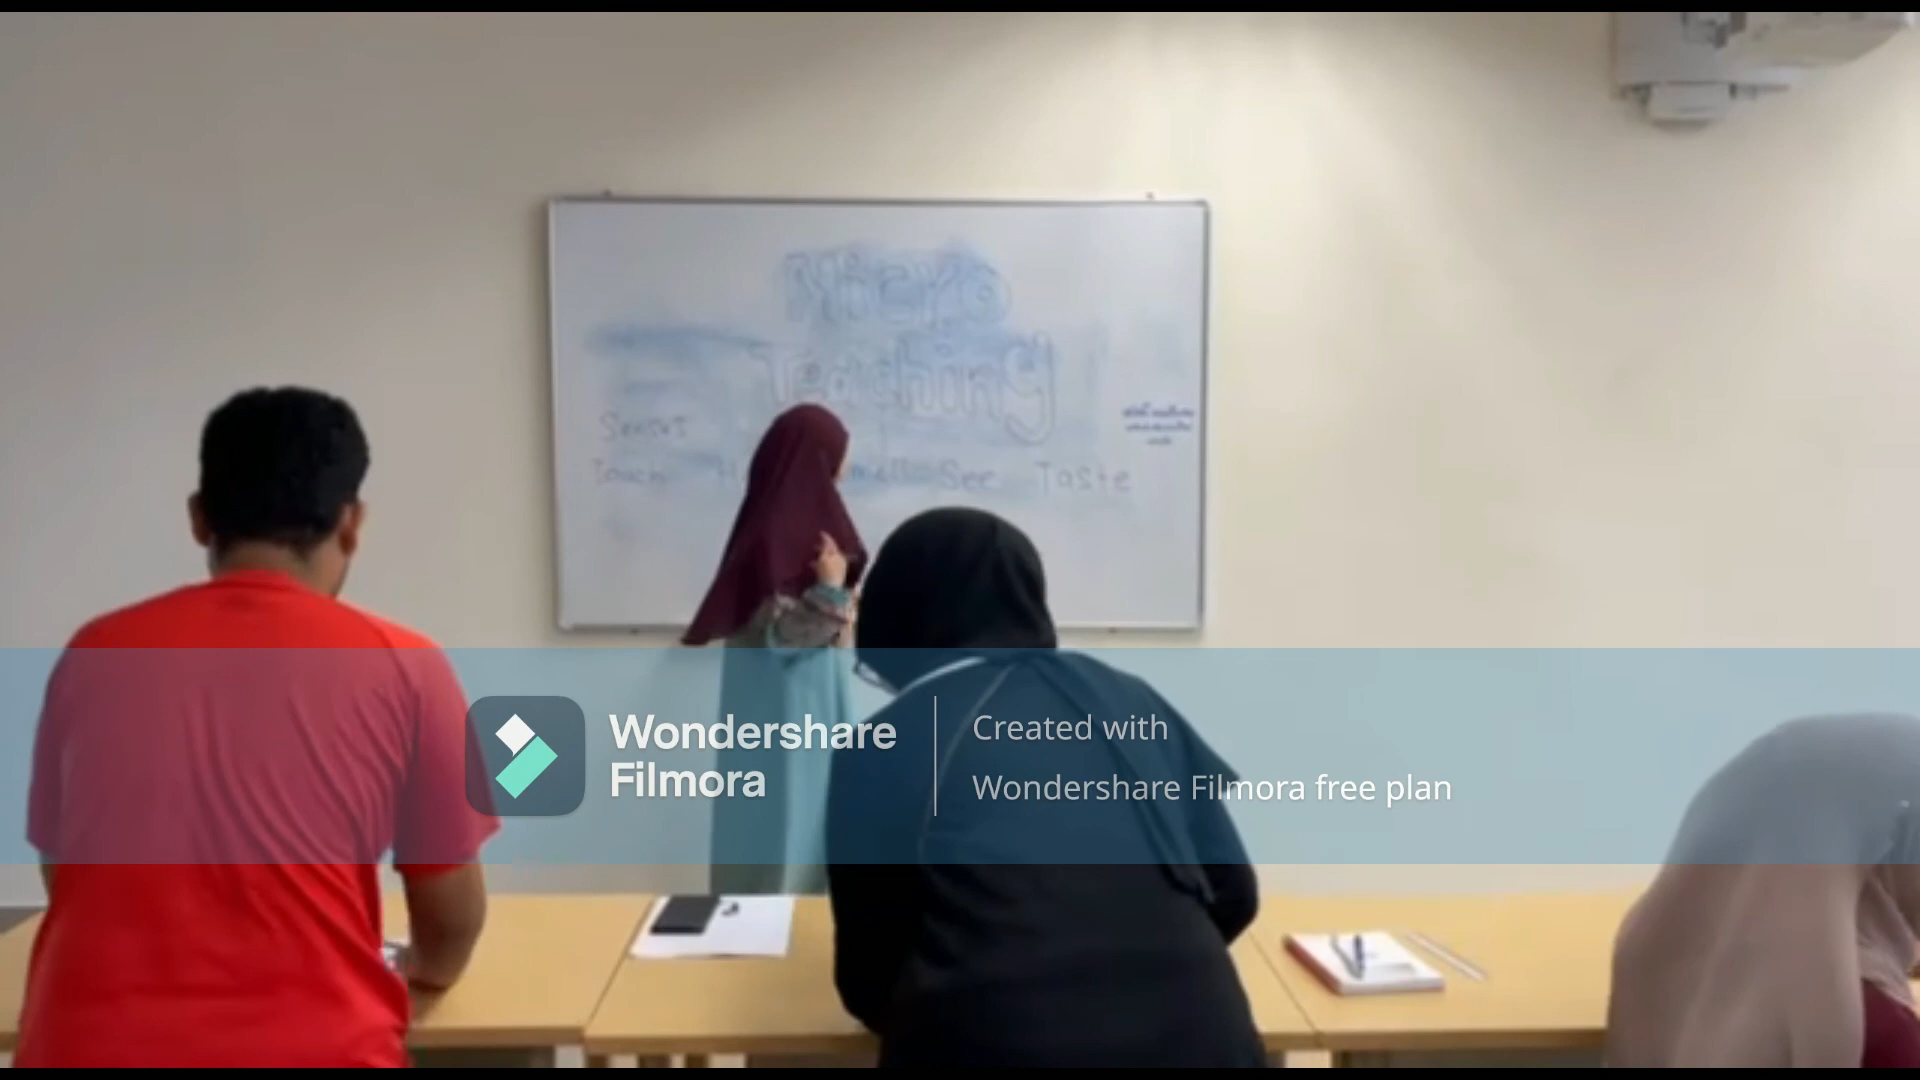 Micro
Teaching
Senses
Touch See Taste
Wondershare
Filmora
Created with
Wondershare Filmora free plan